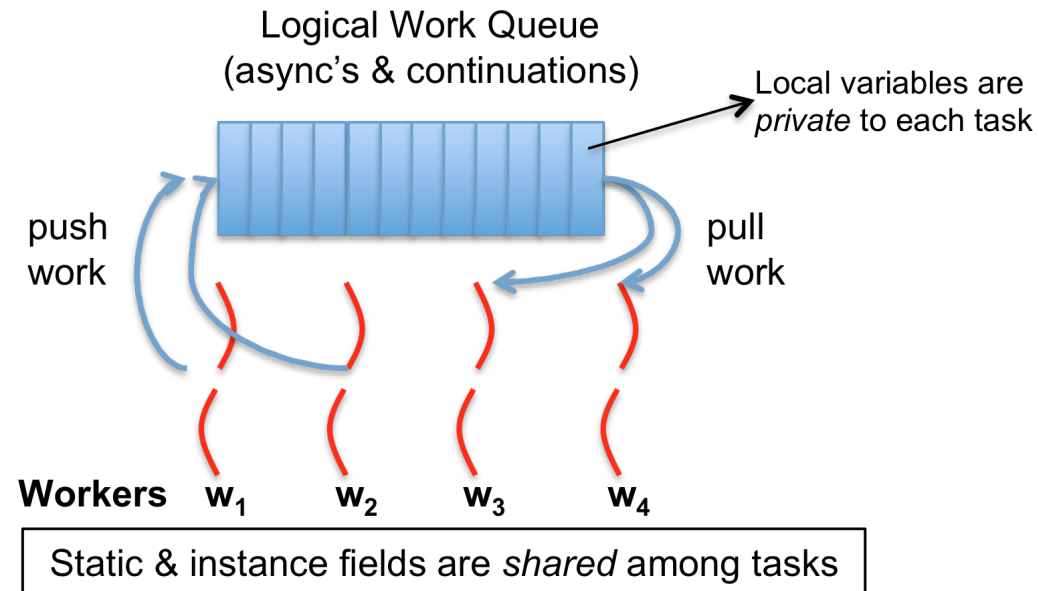 Logical Work Queue
(async's & continuations)
Local variables are
private to each task
push
work
pull
work
Workers w1 w2 w3 w4
Static & instance fields are shared among tasks